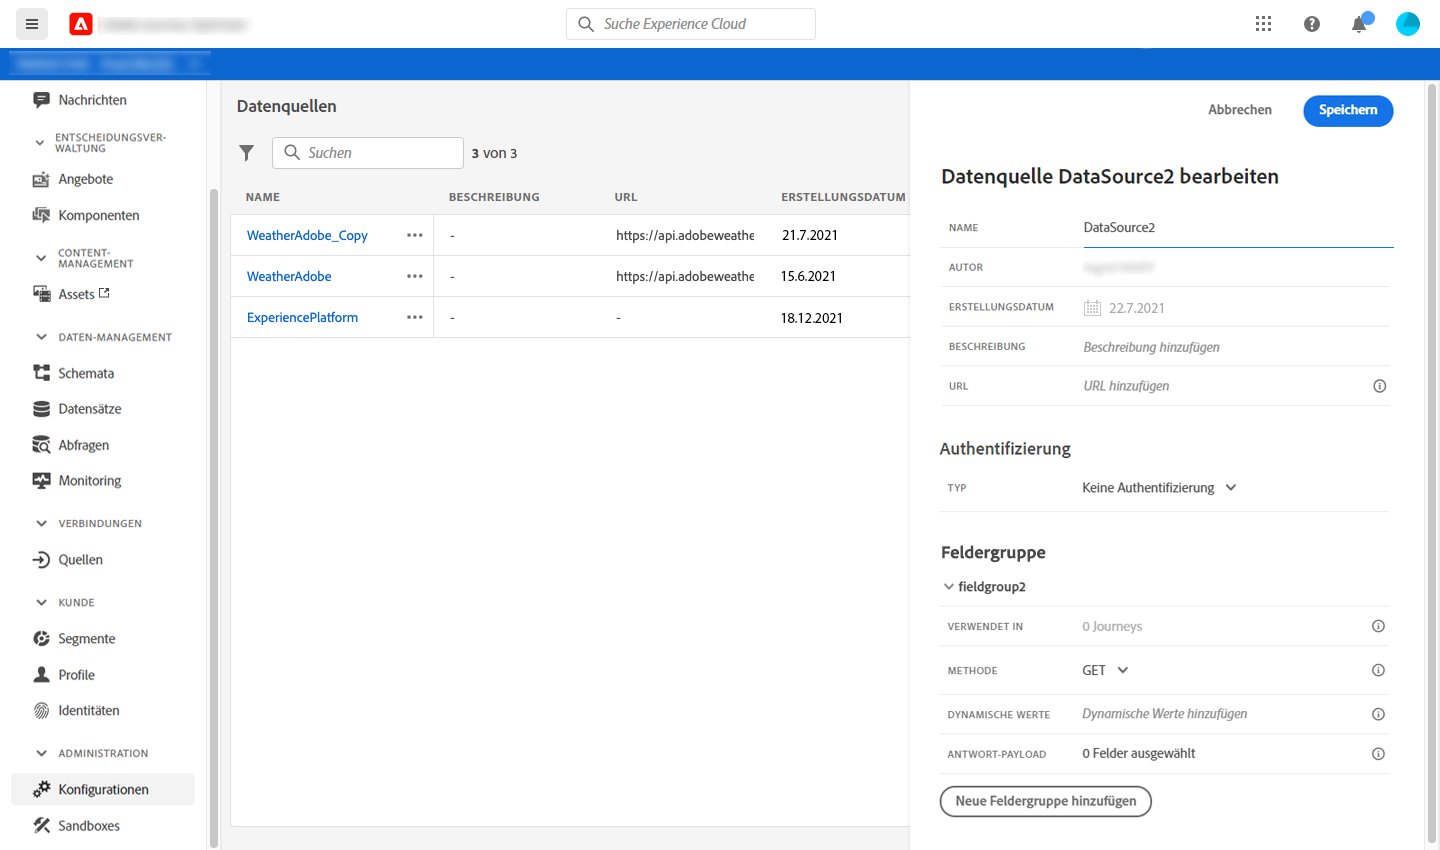 Suche Experience Cloud
Nachrichten
ENTSCHEIDUNGSVER-
WALTUNG
Angebote
Komponenten
CONTENT-
MANAGEMENT
Assets
DATEN-MANAGEMENT
Schemata
Datensätze
Abfragen
Monitoring
VERBINDUNGEN
Quellen
KUNDE
Segmente
Profile
Identitäten
ADMINISTRATION
Konfigurationen
Sandboxes
Datenquellen
Suchen
3 von 3
NAME BESCHREIBUNG URL ERSTELLUNGSDATUM
WeatherAdobe_Copy ••• - https://api.adobeweathe 21.7.2021
WeatherAdobe ••• - https://api.adobeweathe 15.6.2021
ExperiencePlatform ••• - - 18.12.2021
Abbrechen Speichern
Datenquelle DataSource2 bearbeiten
NAME DataSource2
AUTOR
ERSTELLUNGSDATUM 22.7.2021
BESCHREIBUNG Beschreibung hinzufügen
URL URL hinzufügen
Authentifizierung
TYP Keine Authentifizierung
Feldergruppe
fieldgroup2
VERWENDET IN 0 Journeys
METHODE GET
DYNAMISCHE WERTE Dynamische Werte hinzufügen
ANTWORT-PAYLOAD 0 Felder ausgewählt
Neue Feldergruppe hinzufügen